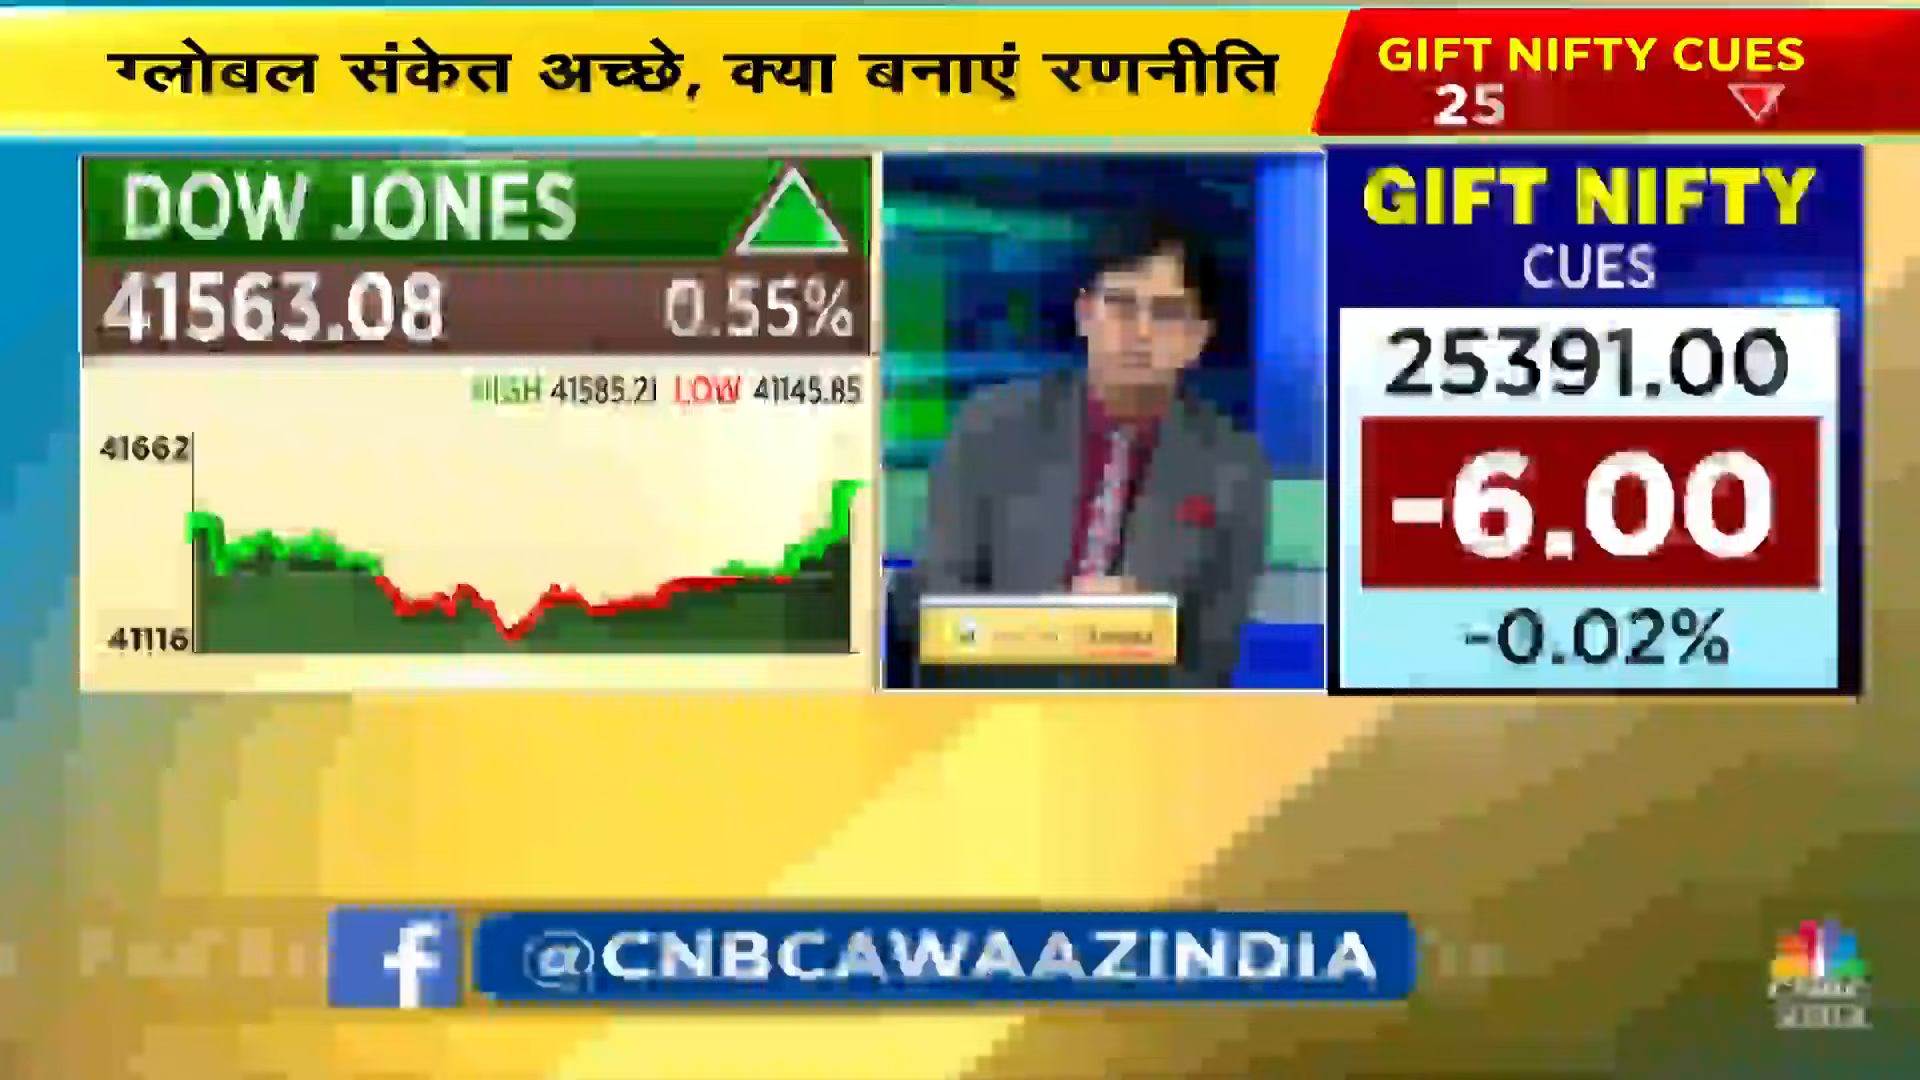 ग्लोबल संकेत अच्छे, क्या बनाएं रणनीति
GIFT NIFTY CUES
25
DOW JONES
41563.08 0.55%
HIGH 41585.21 LOW 41145.85
41662
41116
GIFT NIFTY
CUES
25391.00
-6.00
-0.02%
f @CNBCAWAAZINDIA